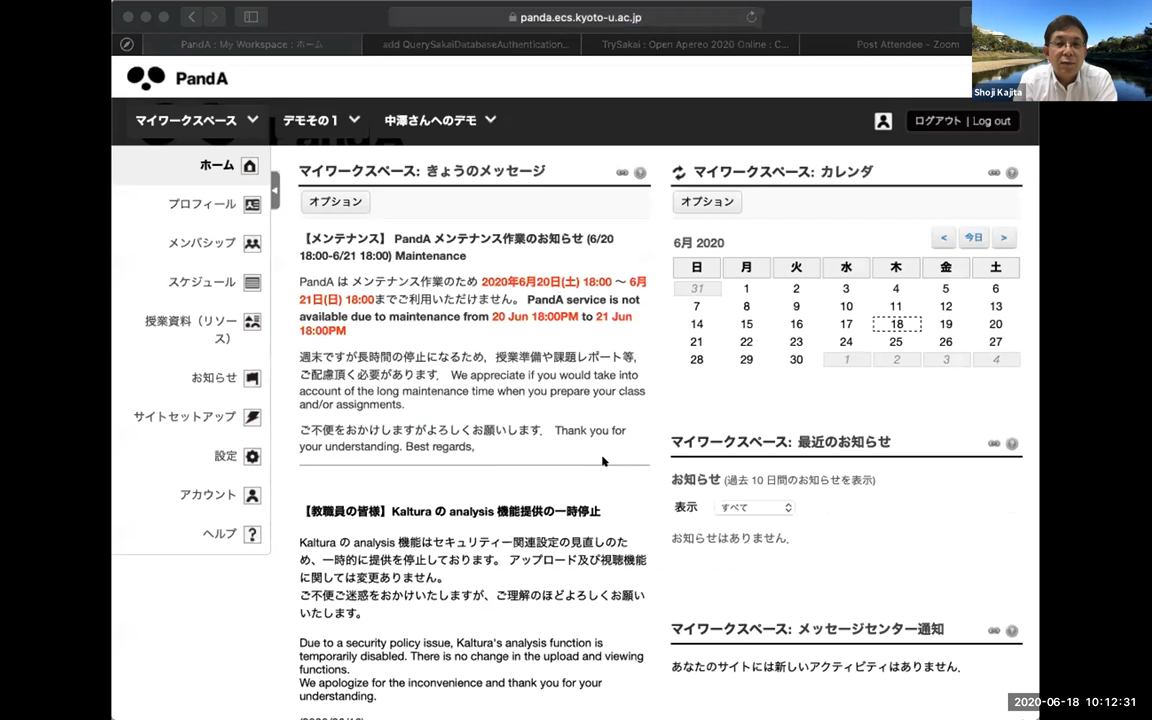 panda.ecs.kyoto-u.ac.jp
PandA : My Workspace : ホーム
add QuerySakaiDatabaseAuthentication...
TrySakai : Open Apereo 2020 Online : C...
Post Attendee - Zoom
Shoji Kajita
PandA
マイワークスペース
デモその1
中澤さんへのデモ
ログアウト | Log out
ホーム
プロフィール
メンバシップ
スケジュール
授業資料（リソー
ス）
お知らせ
サイトセットアップ
設定
アカウント
ヘルプ
マイワークスペース: きょうのメッセージ
オプション
【メンテナンス】 PandA メンテナンス作業のお知らせ (6/20
18:00-6/21 18:00) Maintenance
PandA は メンテナンス作業のため 2020年6月20日(土) 18:00 〜 6月
21日(日) 18:00までご利用いただけません。 PandA service is not
available due to maintenance from 20 Jun 18:00PM to 21 Jun
18:00PM
週末ですが長時間の停止になるため，授業準備や課題レポート等，
ご配慮頂く必要があります． We appreciate if you would take into
account of the long maintenance time when you prepare your class
and/or assignments.
ご不便をおかけしますがよろしくお願いします． Thank you for
your understanding. Best regards,
【教職員の皆様】Kaltura の analysis 機能提供の一時停止
Kaltura の analysis 機能はセキュリティー関連設定の見直しのた
め、一時的に提供を停止しております。 アップロード及び視聴機能
に関しては変更ありません。
ご不便ご迷惑をおかけいたしますが、ご理解のほどよろしくお願い
いたします。
Due to a security policy issue, Kaltura's analysis function is
temporarily disabled. There is no change in the upload and viewing
functions.
We apologize for the inconvenience and thank you for your
understanding.
マイワークスペース: カレンダ
オプション
6月 2020
< 今日 >
日 月 火 水 木 金 土
31 1 2 3 4 5 6
7 8 9 10 11 12 13
14 15 16 17 18 19 20
21 22 23 24 25 26 27
28 29 30 1 2 3 4
マイワークスペース: 最近のお知らせ
お知らせ (過去 10 日間のお知らせを表示)
表示 すべて
お知らせはありません．
マイワークスペース: メッセージセンター通知
あなたのサイトには新しいアクティビティはありません．
2020-06-18 10:12:31